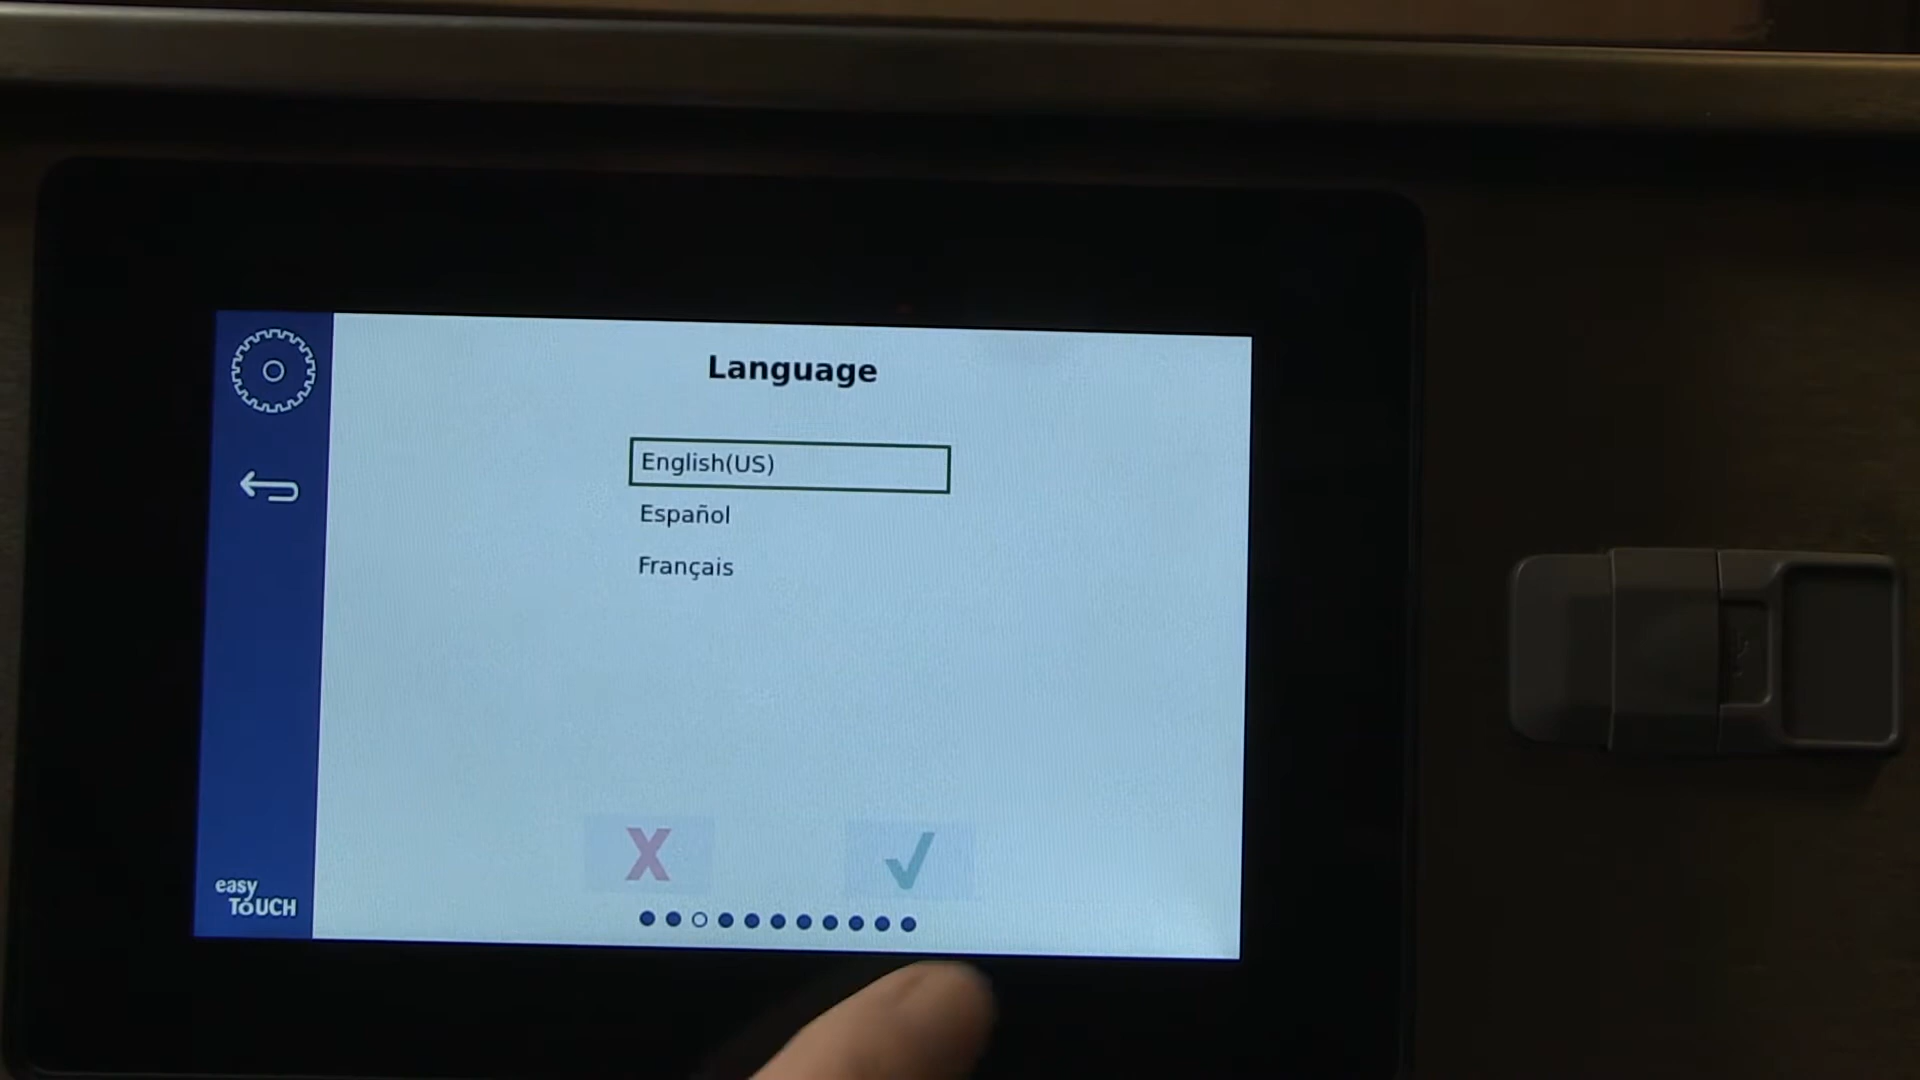 Language
English(US)
Español
Français
X
easy
TOUCH